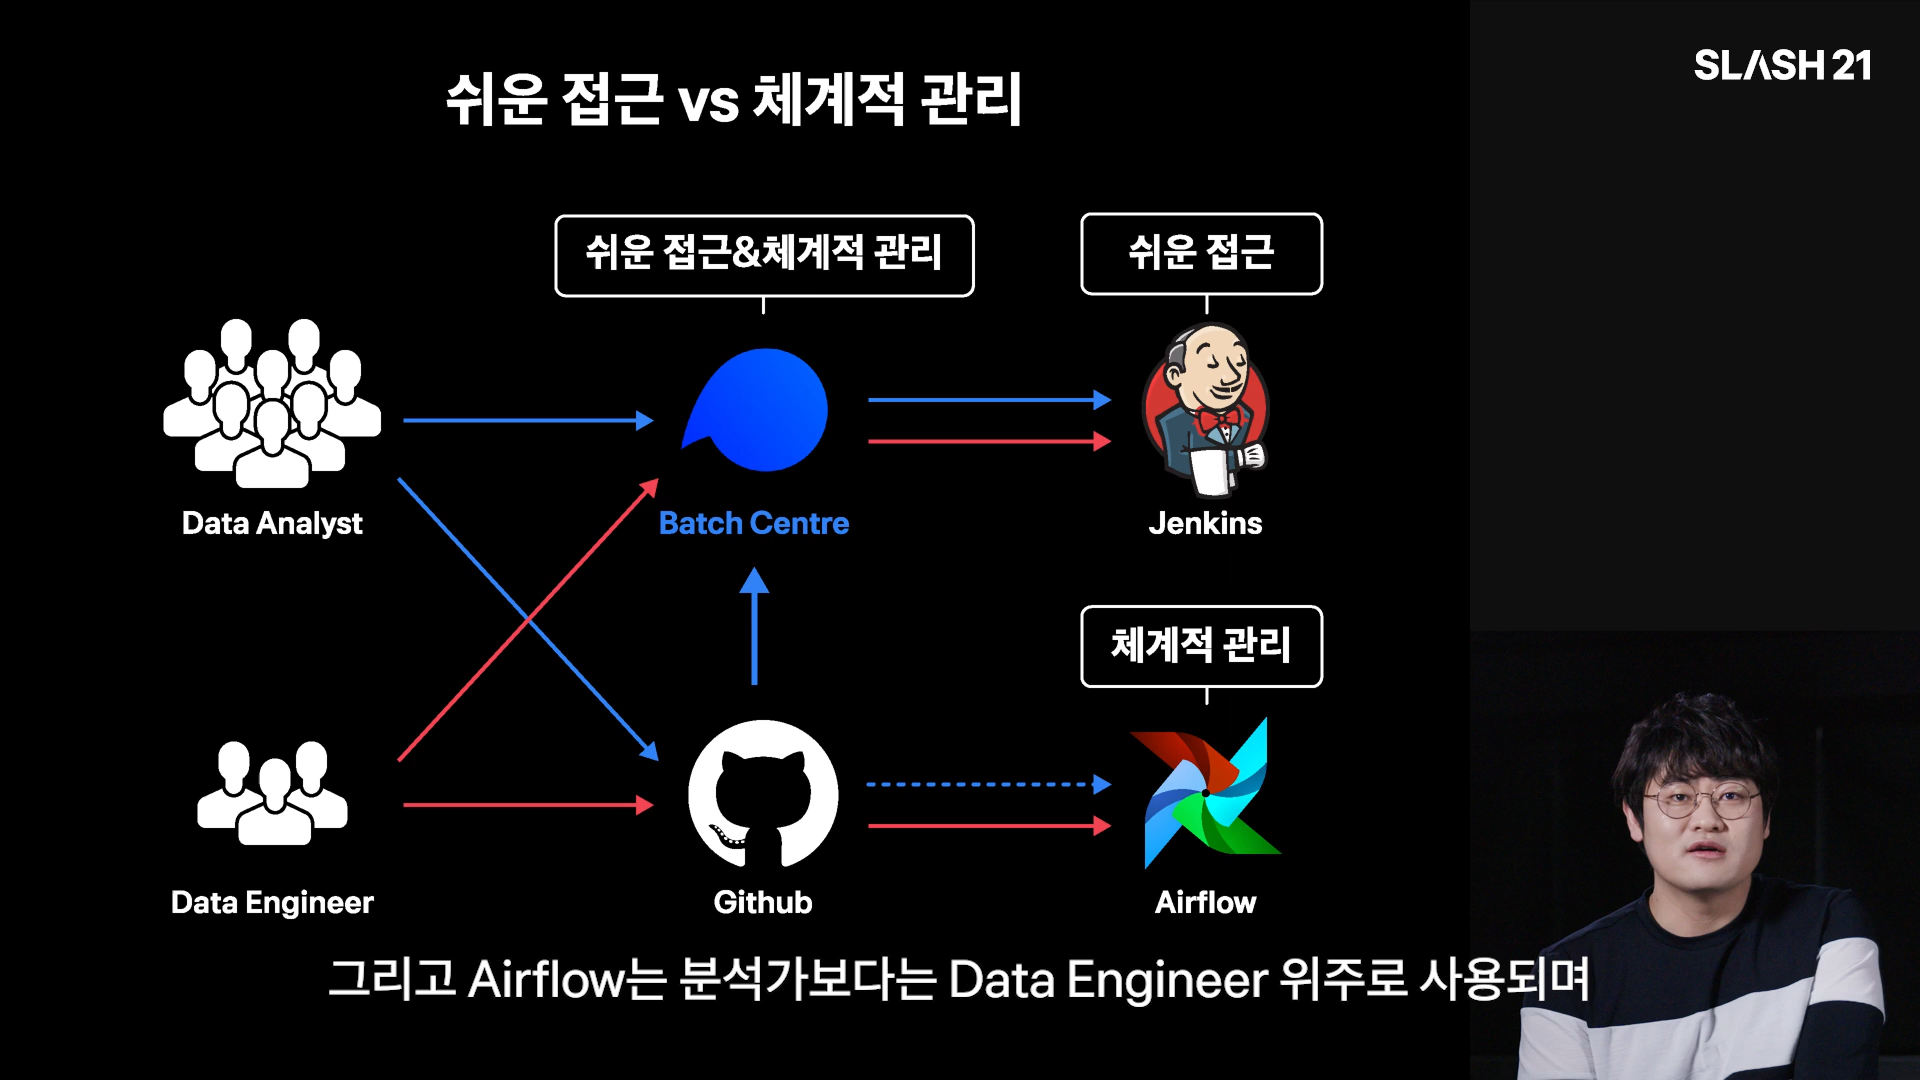 SLASH 21
쉬운 접근 vs 체계적 관리
쉬운 접근&체계적 관리
쉬운 접근
Data Analyst
Batch Centre
Jenkins
체계적 관리
Data Engineer
Github
Airflow
그리고 Airflow는 분석가보다는 Data Engineer 위주로 사용되며